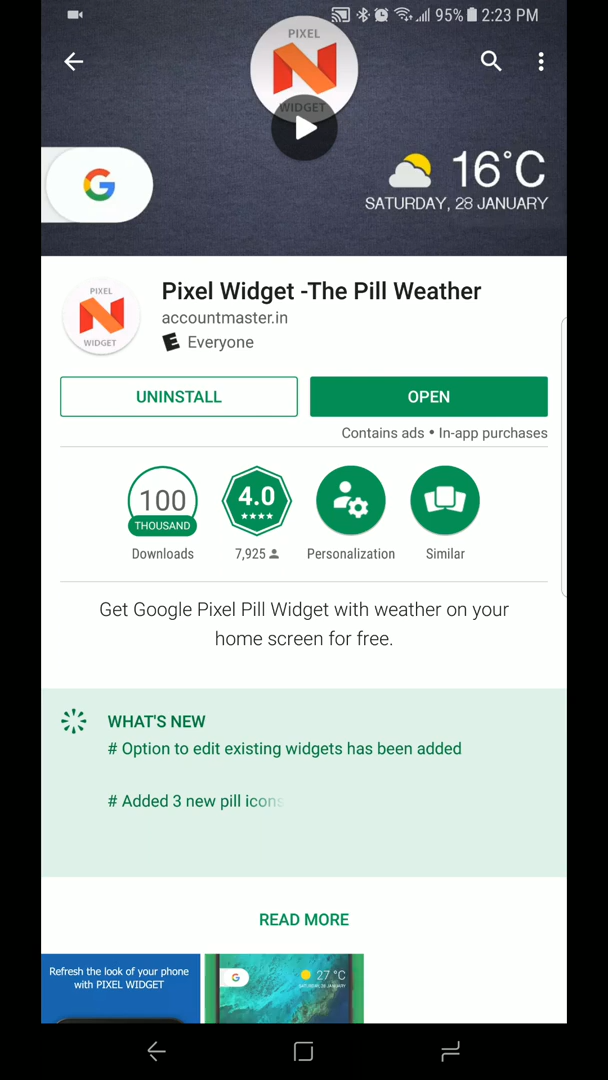 95% 2:23 PM
PIXEL
WIDGET
G
16°C
SATURDAY, 28 JANUARY
PIXEL
WIDGET
Pixel Widget -The Pill Weather
accountmaster.in
E Everyone
UNINSTALL
OPEN
Contains ads • In-app purchases
100
THOUSAND
4.0
Downloads
7,925
Personalization
Similar
Get Google Pixel Pill Widget with weather on your
home screen for free.
WHAT'S NEW
# Option to edit existing widgets has been added
# Added 3 new pill icons
READ MORE
Refresh the look of your phone
with PIXEL WIDGET
G
27 °C